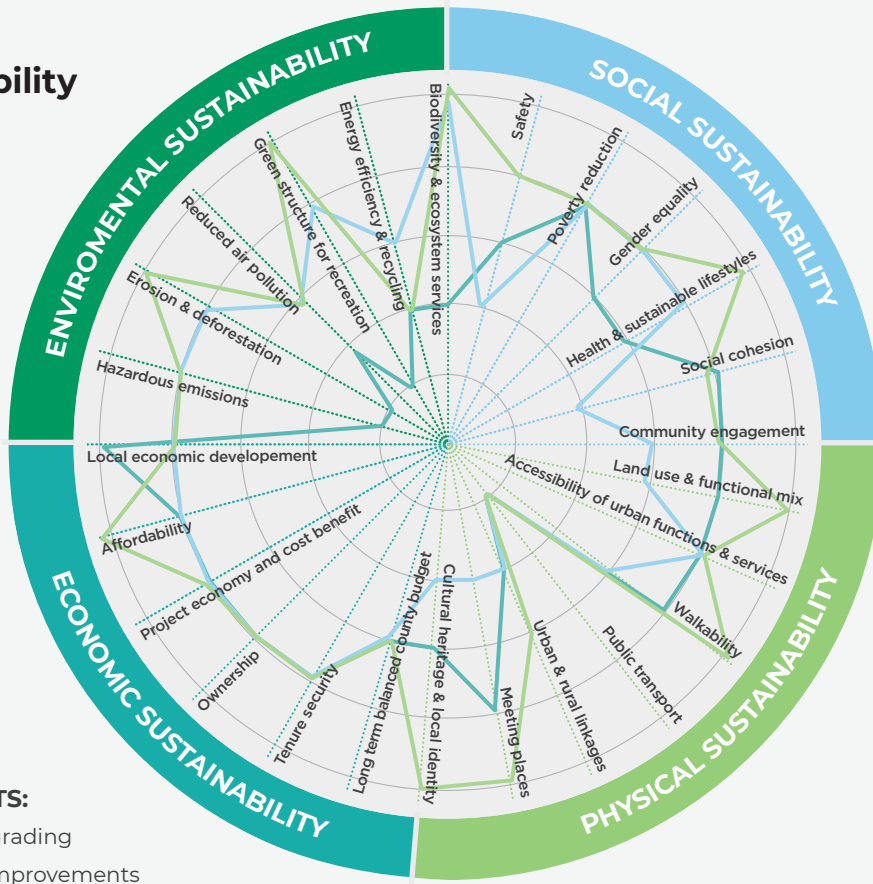 bility
ENVIROMENTAL SUSTAINABILITY
SOCIAL SUSTAINABILITY
PHYSICAL SUSTAINABILITY
ECONOMIC SUSTAINABILITY
Biodiversity & ecosystem services
Safety
Poverty reduction
Gender equality
Health & sustainable lifestyles
Social cohesion
Community engagement
Land use & functional mix
Accessibility of urban functions & services
Walkability
Public transport
Urban & rural linkages
Meeting places
Cultural heritage & local identity
Long term balanced county budget
Tenure security
Ownership
Project economy and cost benefit
Affordability
Local economic developement
Hazardous emissions
Erosion & deforestation
Reduced air pollution
Green structure for recreation
Energy efficiency & recycling
TS:
grading
mprovements